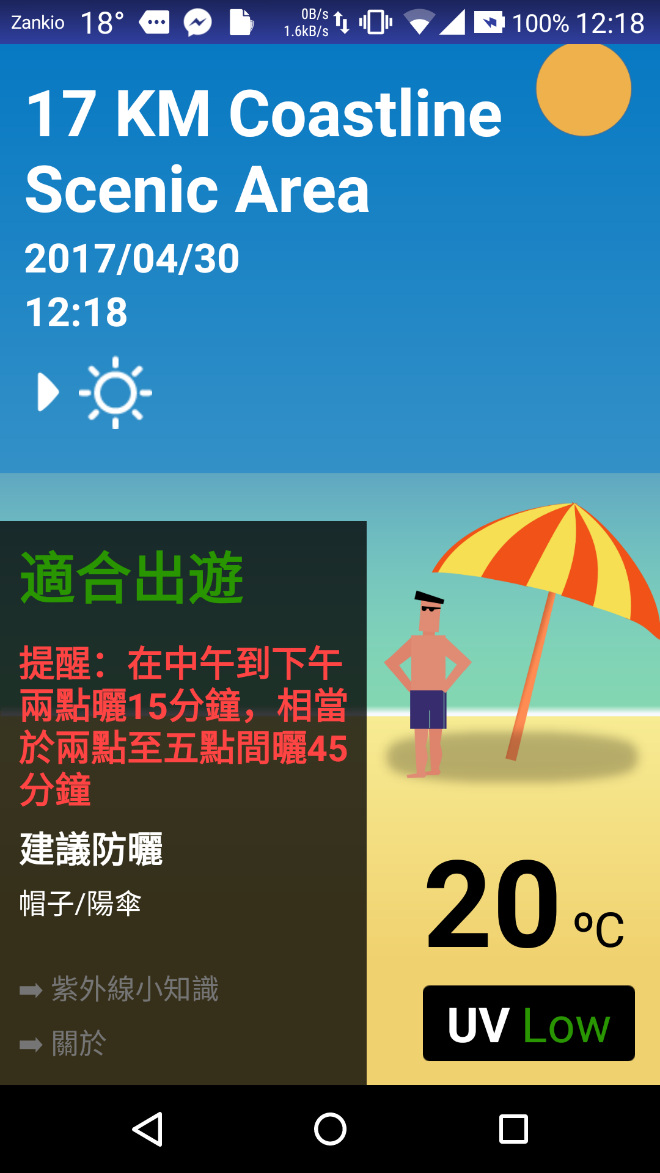 Zankio 18° 0B/s 100% 12:18
1.6kB/s
17 KM Coastline
Scenic Area
2017/04/30
12:18
適合出遊
提醒：在中午到下午
兩點曬15分鐘，相當
於兩點至五點間曬45
分鐘
建議防曬
帽子/陽傘
20 ºC
➡ 紫外線小知識
UV Low
➡ 關於